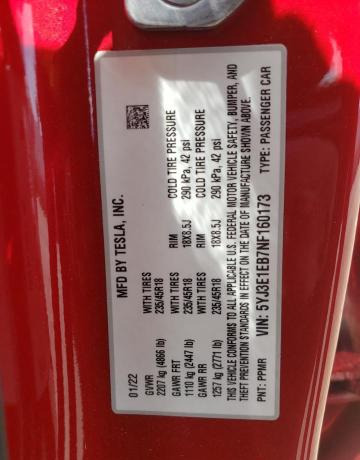 MFD BY TESLA, INC.
01/22
GVWR
2207 kg (4866 lb)
GAWR FRT WITH TIRES RIM COLD TIRE PRESSURE
1110 kg (2447 lb) 235/45R18 18X8.5J 290 kPa, 42 psi
GAWR RR WITH TIRES RIM COLD TIRE PRESSURE
1257 kg (2771 lb) 235/45R18 18X8.5J 290 kPa, 42 psi
THIS VEHICLE CONFORMS TO ALL APPLICABLE U.S. FEDERAL MOTOR VEHICLE SAFETY, BUMPER, AND
THEFT PREVENTION STANDARDS IN EFFECT ON THE DATE OF MANUFACTURE SHOWN ABOVE.
VIN: 5YJ3E1EB7NF160173
PNT: PPMR TYPE: PASSENGER CAR